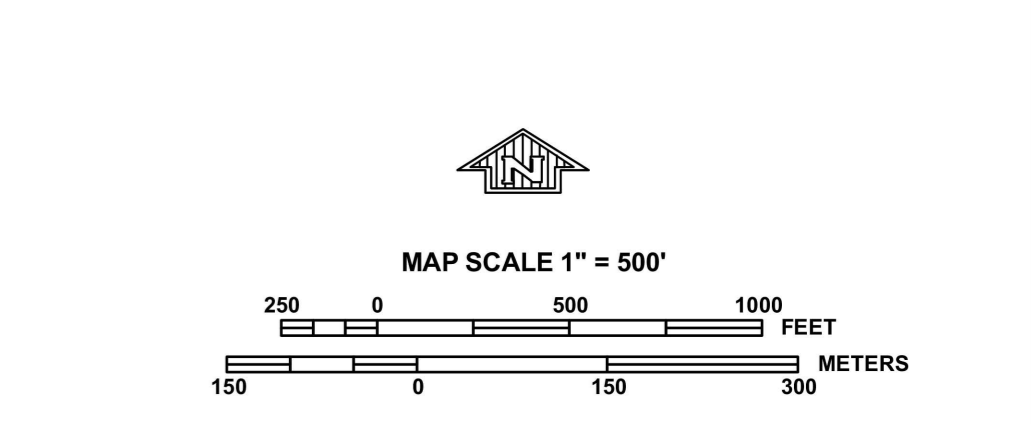 N
MAP SCALE 1" = 500'
250 0 500 1000
FEET
METERS
150 0 150 300